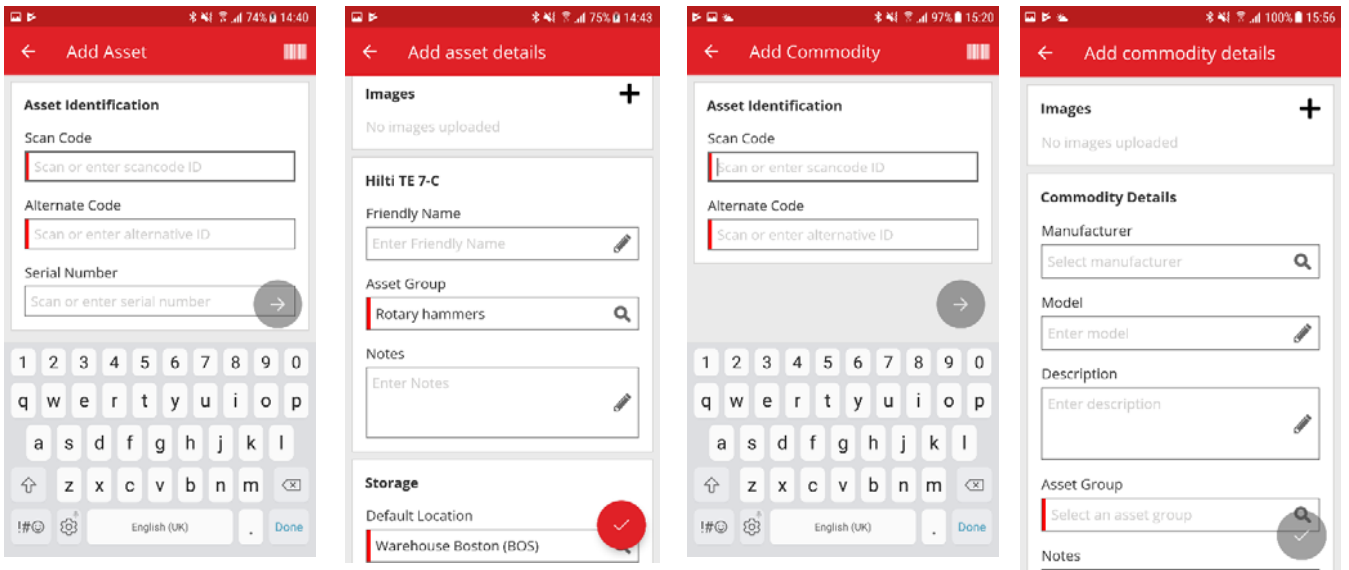 74% 14:40
Add Asset
Asset Identification
Scan Code
Scan or enter scancode ID
Alternate Code
Scan or enter alternative ID
Serial Number
Scan or enter serial number
1 2 3 4 5 6 7 8 9 0
q w e r t y u i o p
a s d f g h j k l
z x c v b n m
!#☺ English (UK) . Done
75% 14:43
Add asset details
Images
No images uploaded
Hilti TE 7-C
Friendly Name
Enter Friendly Name
Asset Group
Rotary hammers
Notes
Enter Notes
Storage
Default Location
Warehouse Boston (BOS)
97% 15:20
Add Commodity
Asset Identification
Scan Code
Scan or enter scancode ID
Alternate Code
Scan or enter alternative ID
1 2 3 4 5 6 7 8 9 0
q w e r t y u i o p
a s d f g h j k l
z x c v b n m
!#☺ English (UK) . Done
100% 15:56
Add commodity details
Images
No images uploaded
Commodity Details
Manufacturer
Select manufacturer
Model
Enter model
Description
Enter description
Asset Group
Select an asset group
Notes